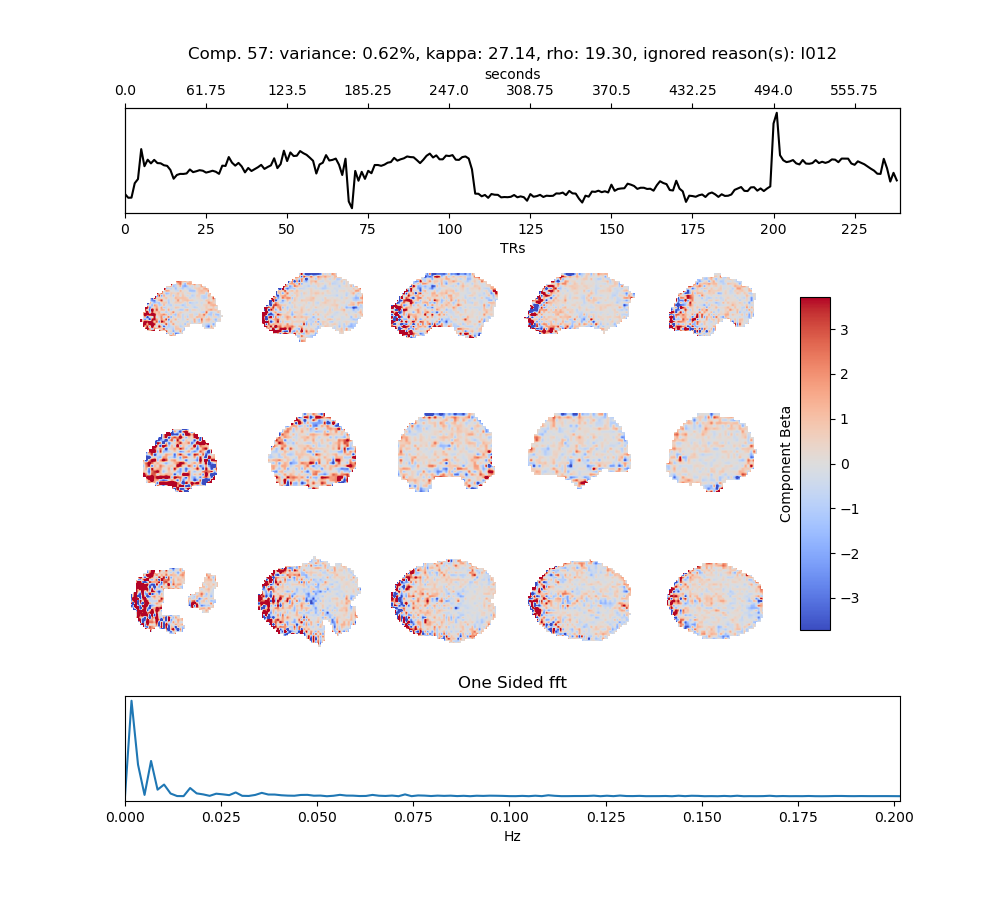 Comp. 57: variance: 0.62%, kappa: 27.14, rho: 19.30, ignored reason(s): I012
seconds
0.0 61.75 123.5 185.25 247.0 308.75 370.5 432.25 494.0 555.75
0 25 50 75 100 125 150 175 200 225
TRs
3
2
1
0
−1
−2
−3
Component Beta
One Sided fft
0.000 0.025 0.050 0.075 0.100 0.125 0.150 0.175 0.200
Hz